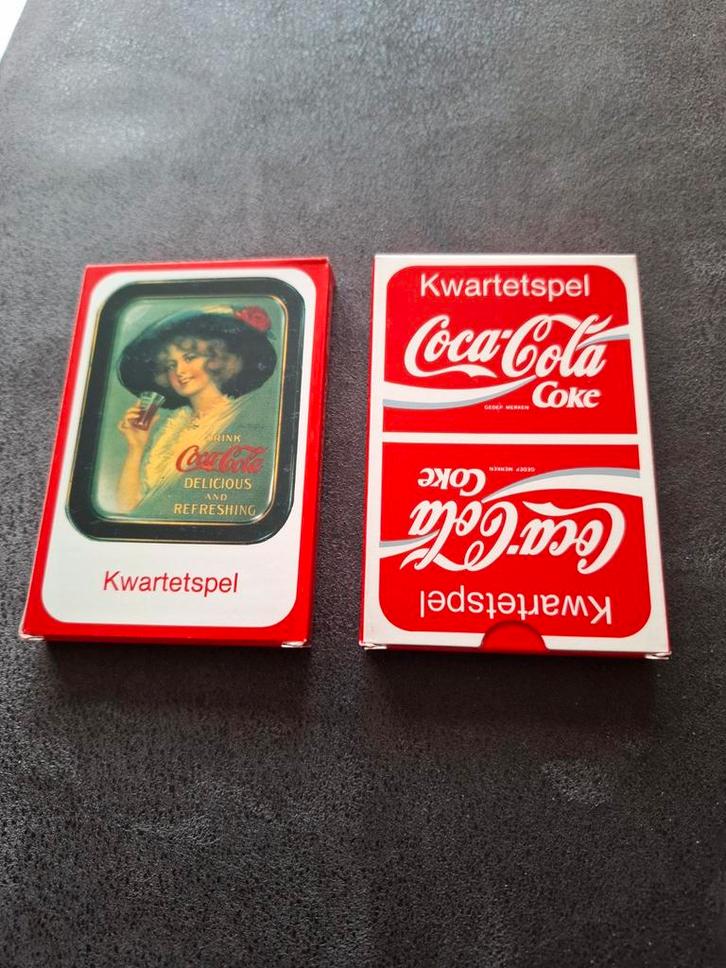 DRINK
Coca-Cola
DELICIOUS
AND
REFRESHING
Kwartetspel
Kwartetspel
Coca-Cola
Coke
GEDEP MERKEN
Kwartetspel
Coca-Cola
Coke
GEDEP MERKEN